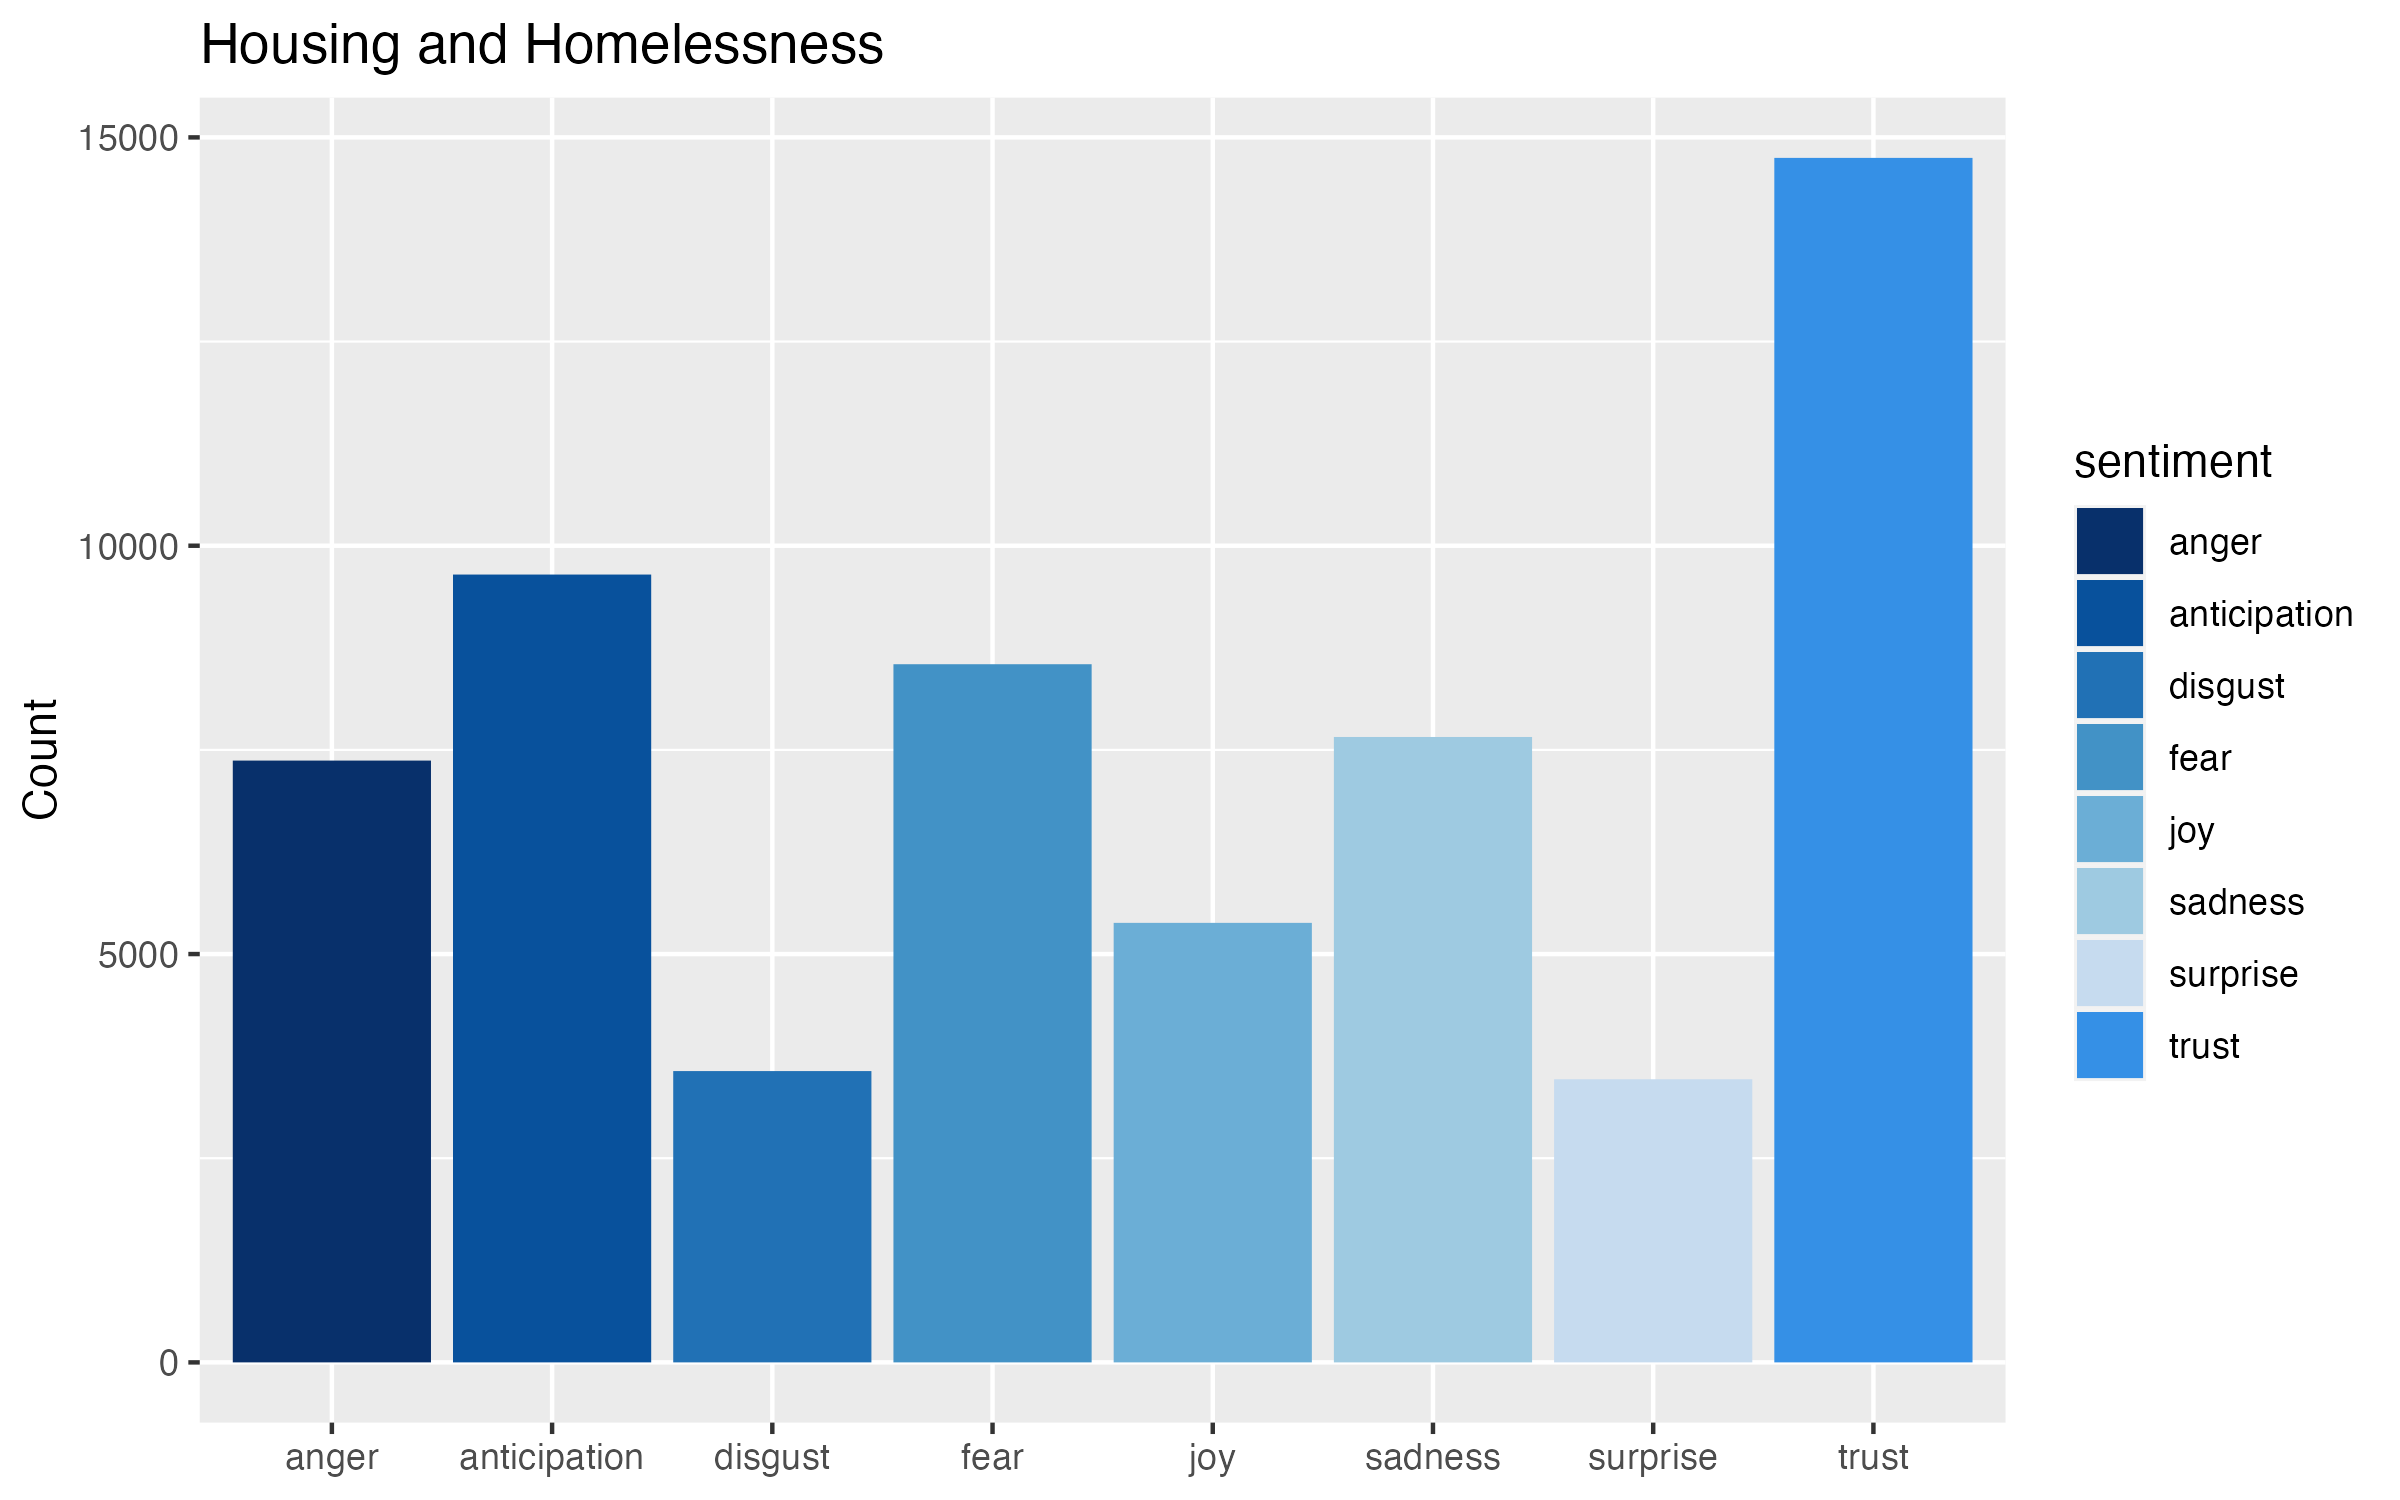 Housing and Homelessness
15000
10000
5000
0
Count
anger
anticipation
disgust
fear
joy
sadness
surprise
trust
sentiment
anger
anticipation
disgust
fear
joy
sadness
surprise
trust